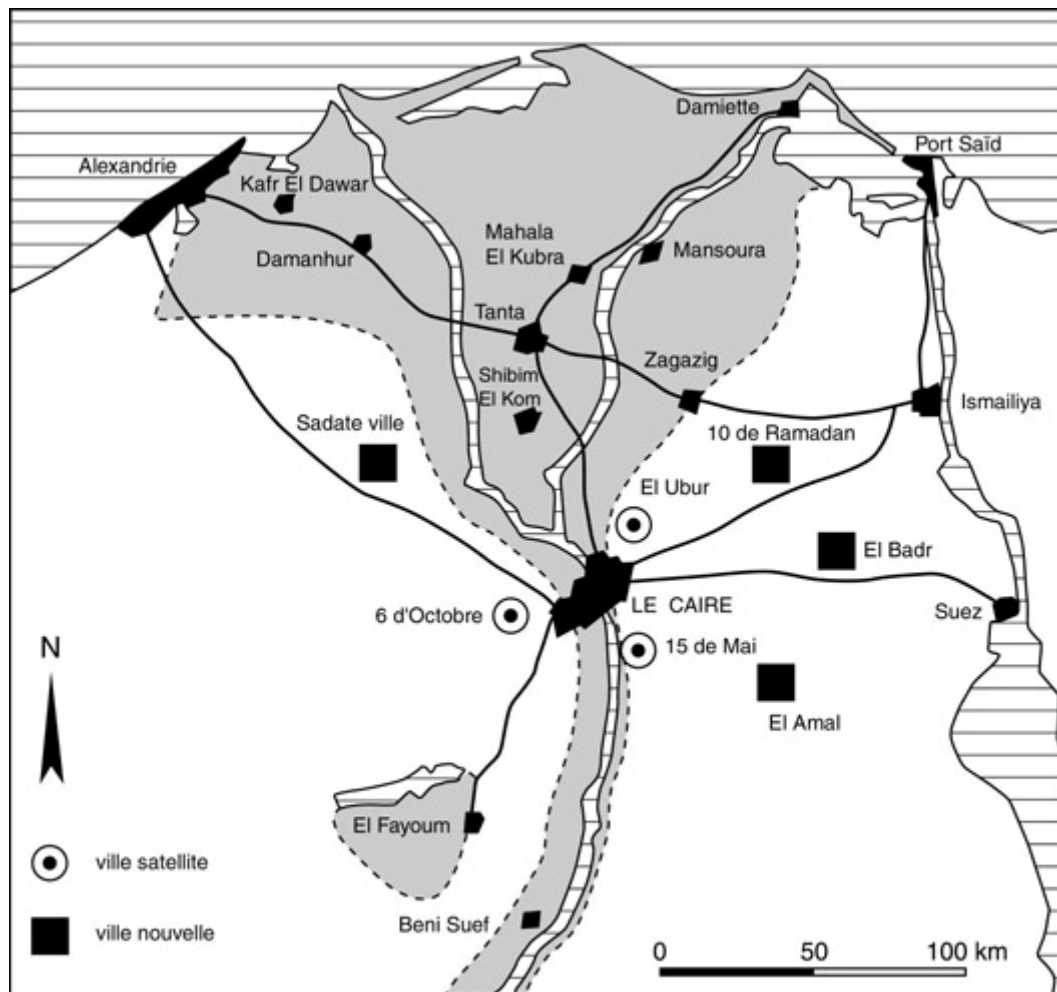 Damiette
Port Saïd
Alexandrie
Kafr El Dawar
Mahala
El Kubra
Mansoura
Damanhur
Tanta
Zagazig
Shibim
El Kom
Ismailiya
Sadate ville
10 de Ramadan
El Ubur
El Badr
6 d'Octobre
LE CAIRE
Suez
15 de Mai
N
El Amal
El Fayoum
ville satellite
Beni Suef
ville nouvelle
0 50 100 km